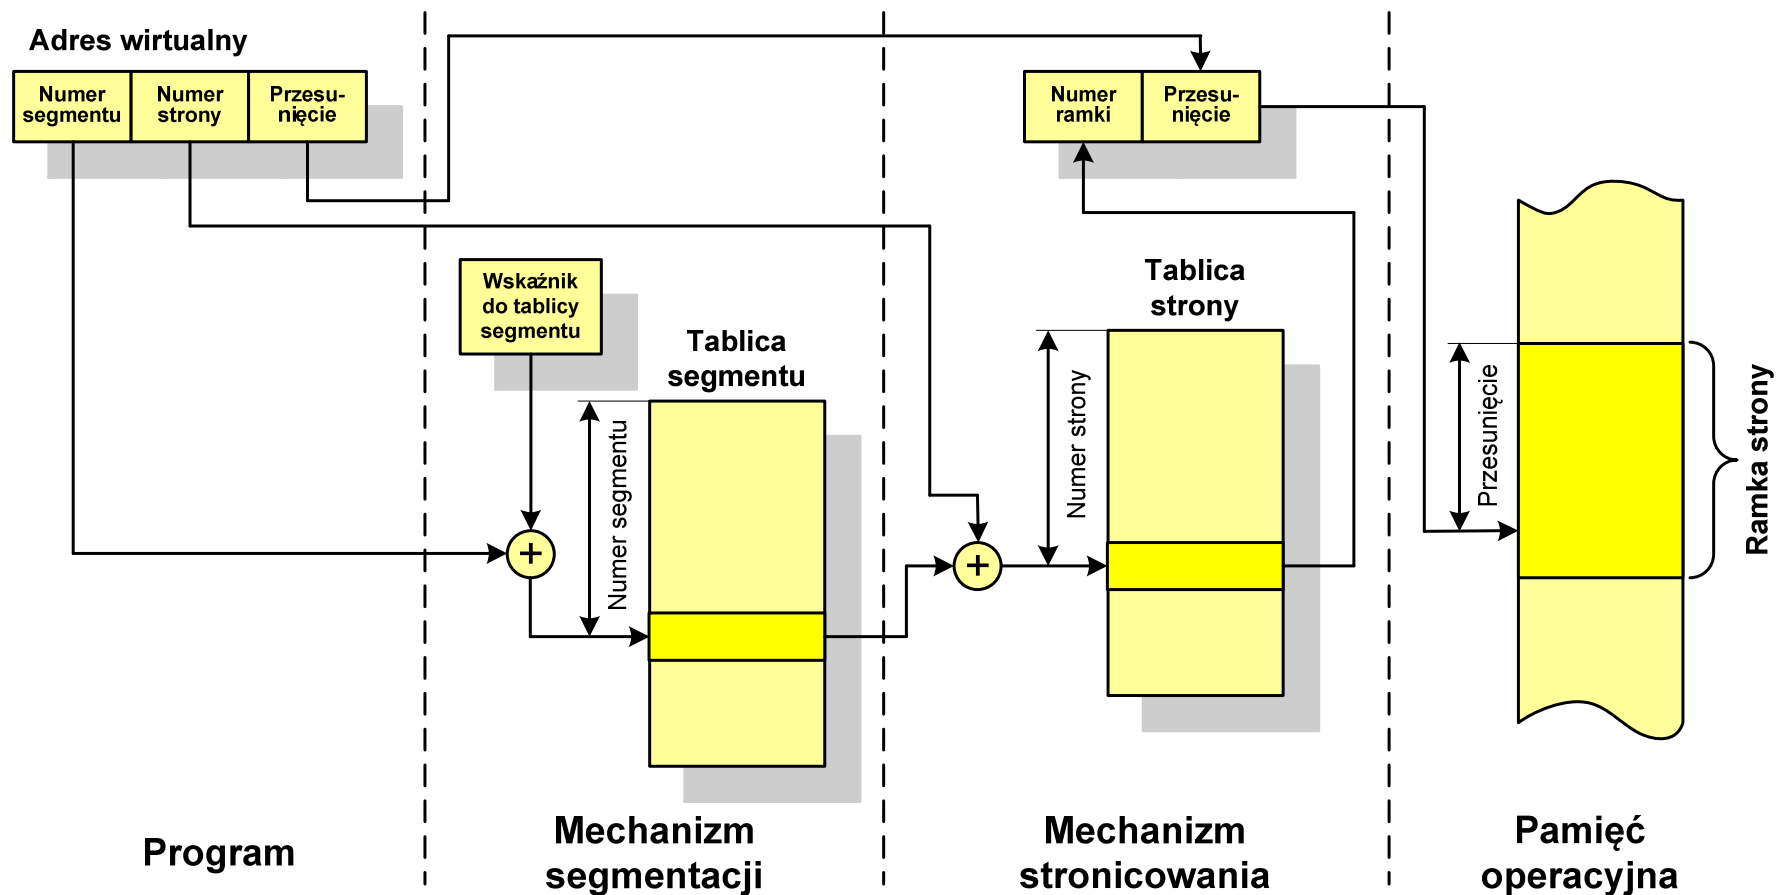 Adres wirtualny
Numer
segmentu
Numer
strony
Przesu-
nięcie
Numer
ramki
Przesu-
nięcie
Wskaźnik
do tablicy
segmentu
+
Tablica
segmentu
Numer segmentu
+
Tablica
strony
Numer strony
Przesunięcie
Ramka strony
Program
Mechanizm
segmentacji
Mechanizm
stronicowania
Pamięć
operacyjna